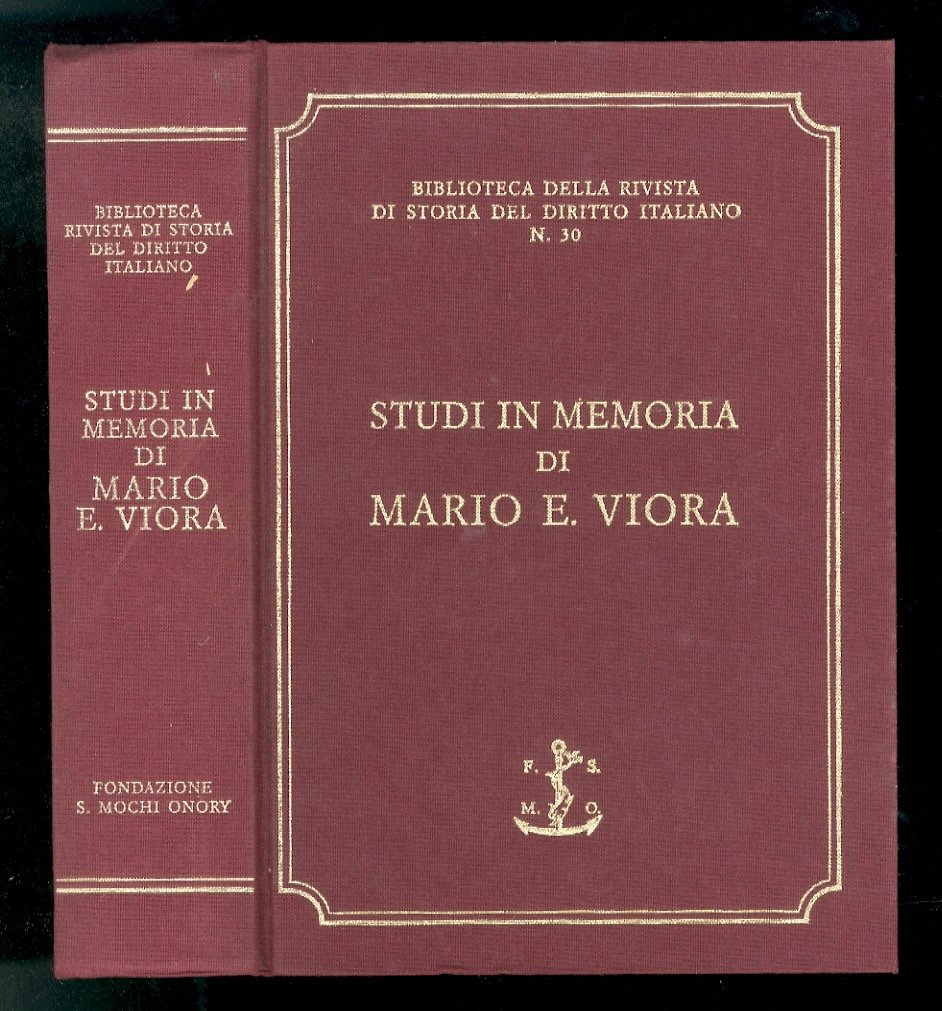 BIBLIOTECA
RIVISTA DI STORIA
DEL DIRITTO
ITALIANO
STUDI IN
MEMORIA
DI
MARIO
E. VIORA
FONDAZIONE
S. MOCHI ONORY
BIBLIOTECA DELLA RIVISTA
DI STORIA DEL DIRITTO ITALIANO
N. 30
STUDI IN MEMORIA
DI
MARIO E. VIORA
F. S.
M. O.